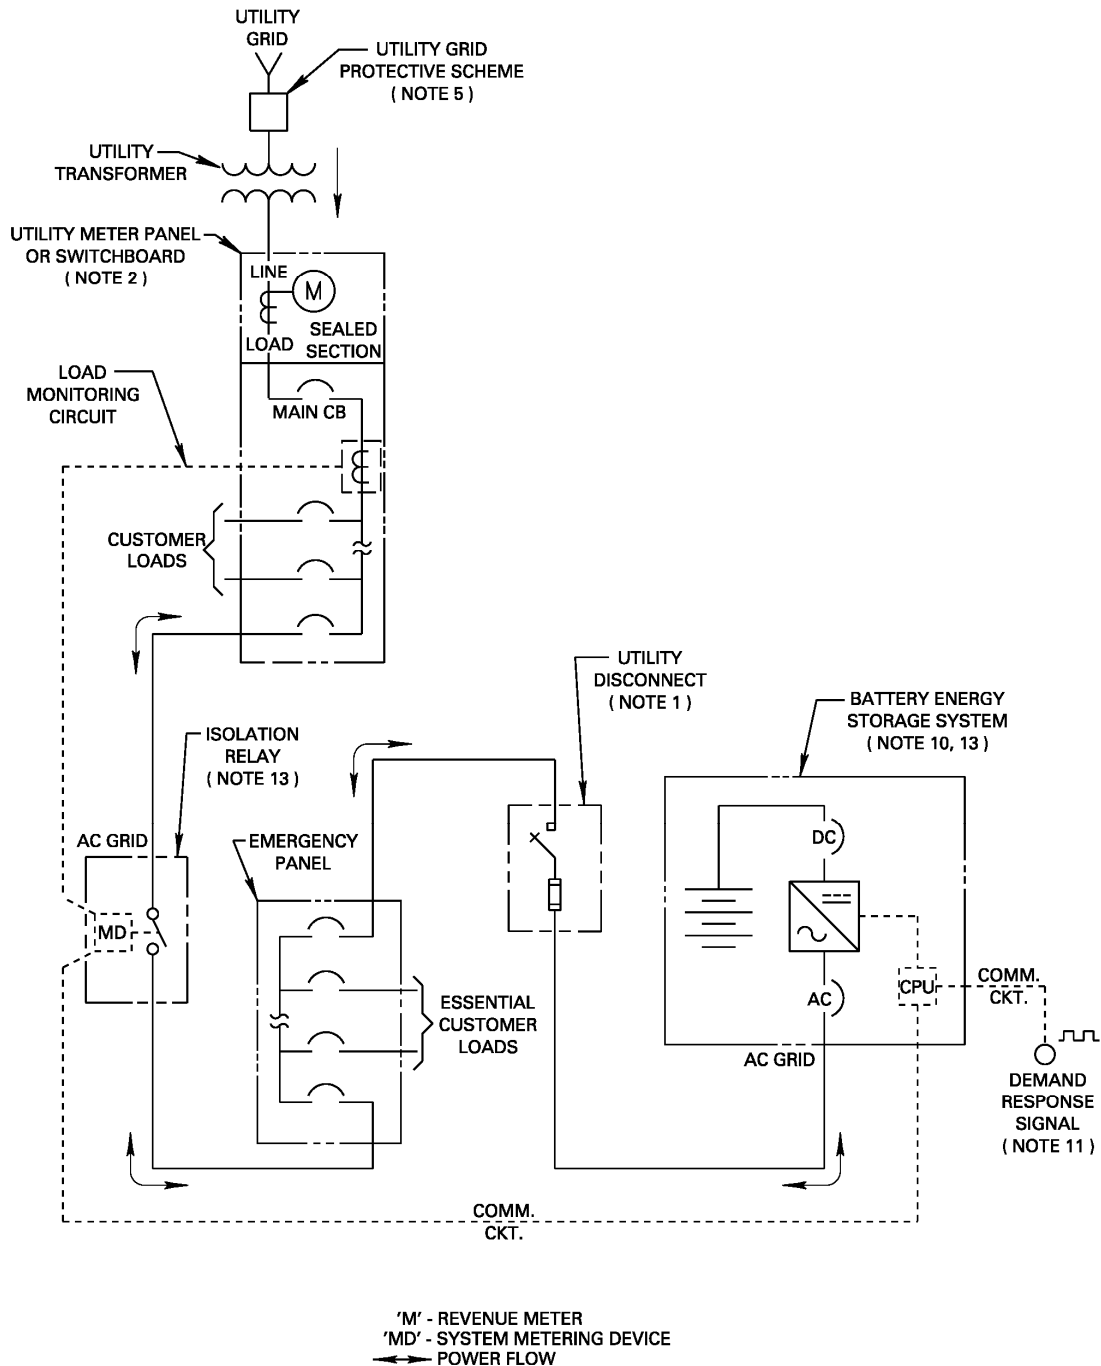 UTILITY
GRID
UTILITY GRID
PROTECTIVE SCHEME
( NOTE 5 )
UTILITY
TRANSFORMER
UTILITY METER PANEL
OR SWITCHBOARD
( NOTE 2 )
LINE
M
LOAD
SEALED
SECTION
LOAD
MONITORING
CIRCUIT
MAIN CB
CUSTOMER
LOADS
UTILITY
DISCONNECT
( NOTE 1 )
BATTERY ENERGY
STORAGE SYSTEM
( NOTE 10, 13 )
ISOLATION
RELAY
( NOTE 13 )
AC GRID
EMERGENCY
PANEL
DC
MD
ESSENTIAL
CUSTOMER
LOADS
AC
CPU
COMM.
CKT.
AC GRID
DEMAND
RESPONSE
SIGNAL
( NOTE 11 )
COMM.
CKT.
'M' - REVENUE METER
'MD' - SYSTEM METERING DEVICE
POWER FLOW